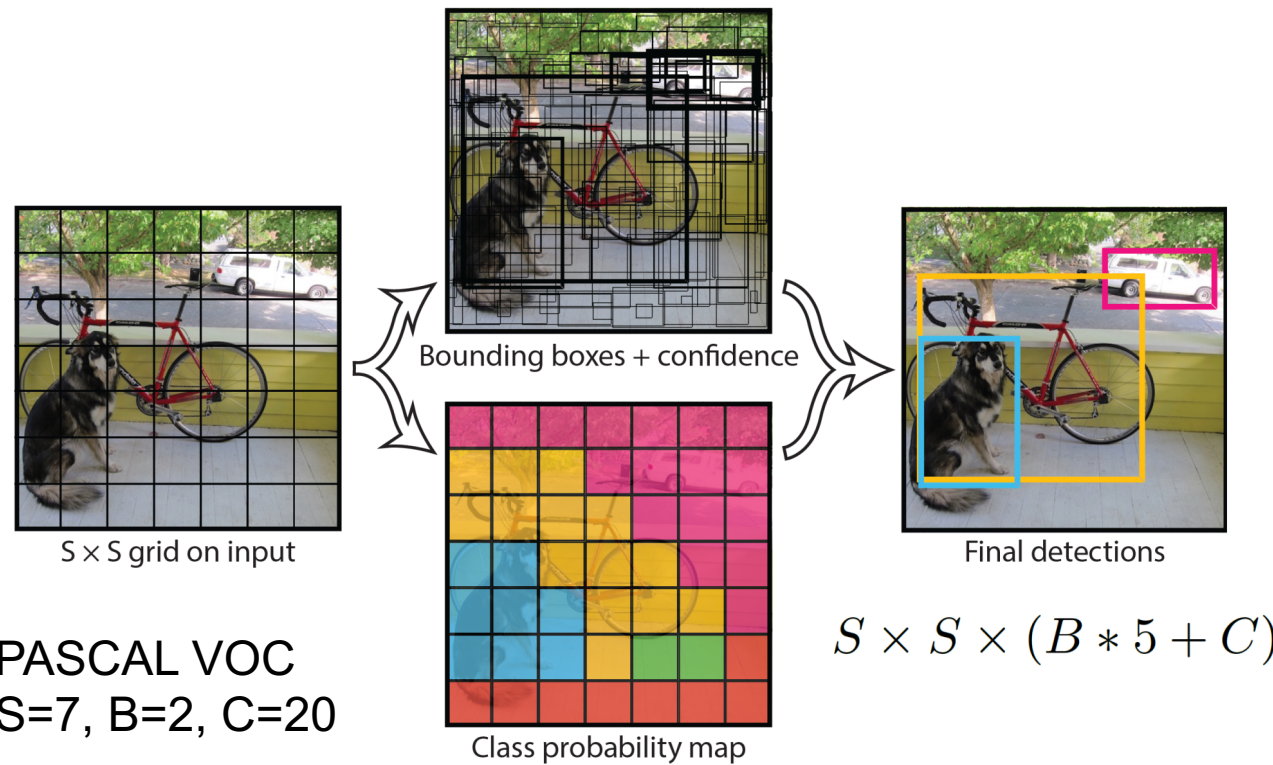 Bounding boxes + confidence
S × S grid on input
Final detections
PASCAL VOC
S=7, B=2, C=20
S × S × (B ∗ 5 + C)
Class probability map